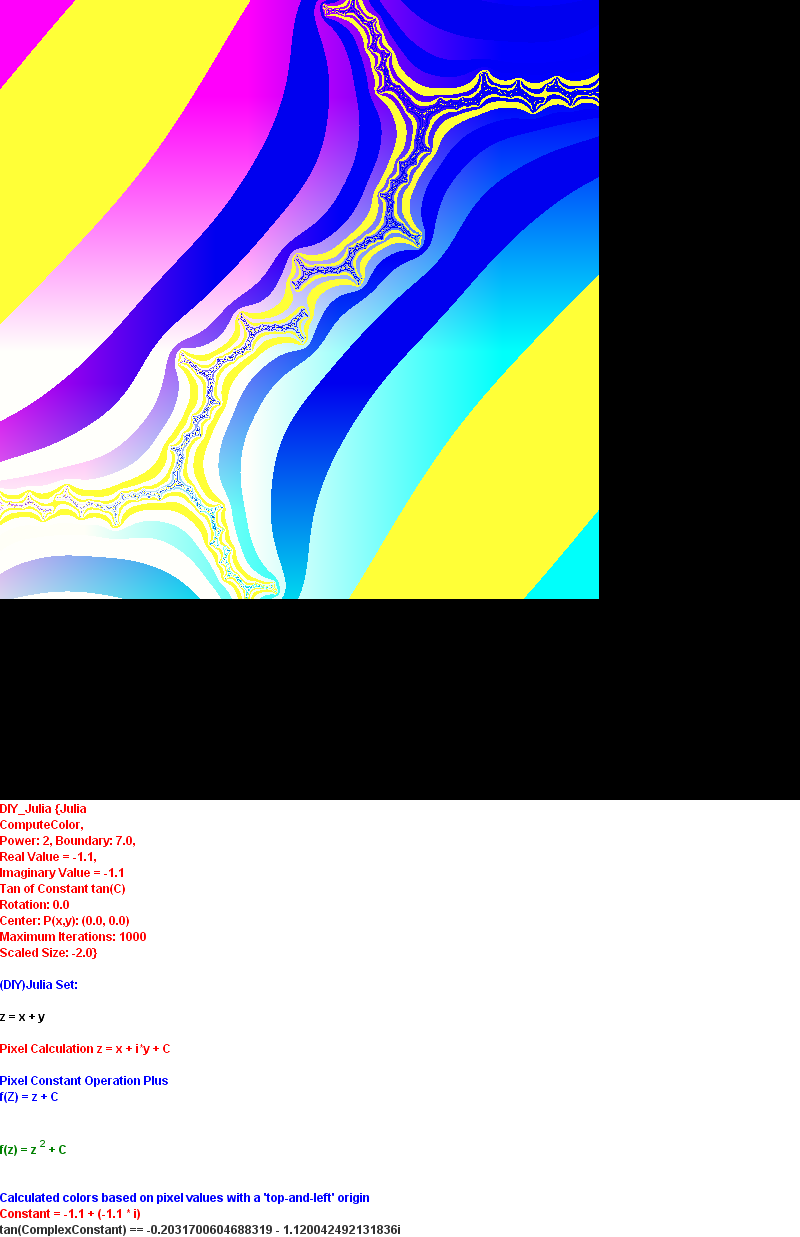 DIY_Julia {Julia
ComputeColor,
Power: 2, Boundary: 7.0,
Real Value = -1.1,
Imaginary Value = -1.1
Tan of Constant tan(C)
Rotation: 0.0
Center: P(x,y): (0.0, 0.0)
Maximum Iterations: 1000
Scaled Size: -2.0}
(DIY)Julia Set:
z = x + y
Pixel Calculation z = x + i*y + C
Pixel Constant Operation Plus
f(Z) = z + C
f(z) = z 2 + C
Calculated colors based on pixel values with a 'top-and-left' origin
Constant = -1.1 + (-1.1 * i)
tan(ComplexConstant) == -0.2031700604688319 - 1.120042492131836i